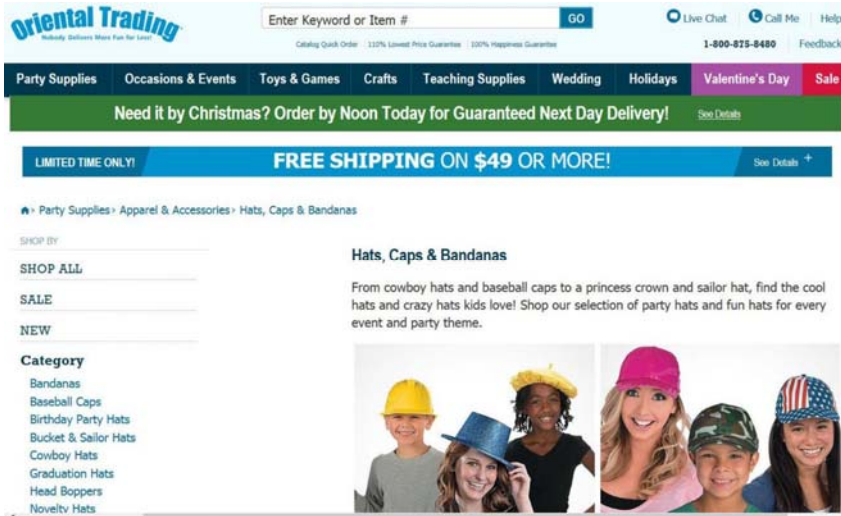 Oriental Trading
Nobody Delivers More Fun for Less!
Enter Keyword or Item #
GO
Live Chat
Call Me
Help
Catalog Quick Order
110% Lowest Price Guarantee
100% Happiness Guarantee
1-800-875-8480
Feedback
Party Supplies
Occasions & Events
Toys & Games
Crafts
Teaching Supplies
Wedding
Holidays
Valentine's Day
Sale
Need it by Christmas? Order by Noon Today for Guaranteed Next Day Delivery!
See Details
LIMITED TIME ONLY!
FREE SHIPPING ON $49 OR MORE!
See Details +
> Party Supplies > Apparel & Accessories > Hats, Caps & Bandanas
SHOP BY
SHOP ALL
SALE
NEW
Category
Bandanas
Baseball Caps
Birthday Party Hats
Bucket & Sailor Hats
Cowboy Hats
Graduation Hats
Head Boppers
Novelty Hats
Hats, Caps & Bandanas
From cowboy hats and baseball caps to a princess crown and sailor hat, find the cool
hats and crazy hats kids love! Shop our selection of party hats and fun hats for every
event and party theme.